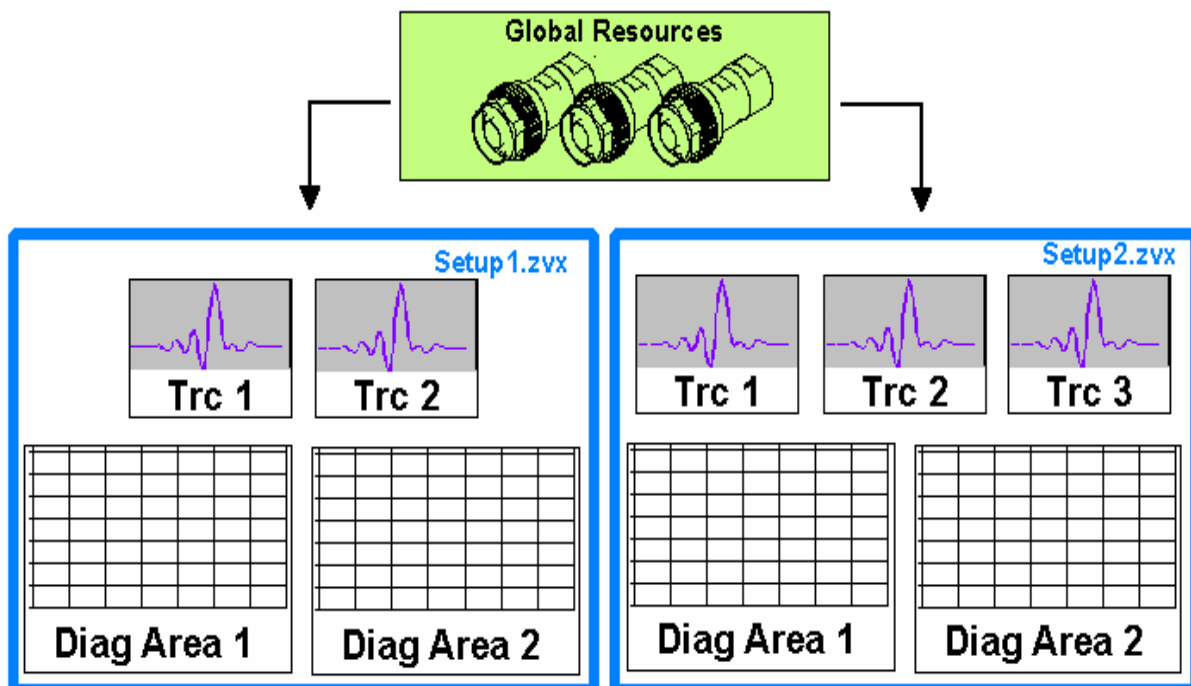 Global Resources
Setup1.zvx
Trc 1
Trc 2
Diag Area 1
Diag Area 2
Setup2.zvx
Trc 1
Trc 2
Trc 3
Diag Area 1
Diag Area 2